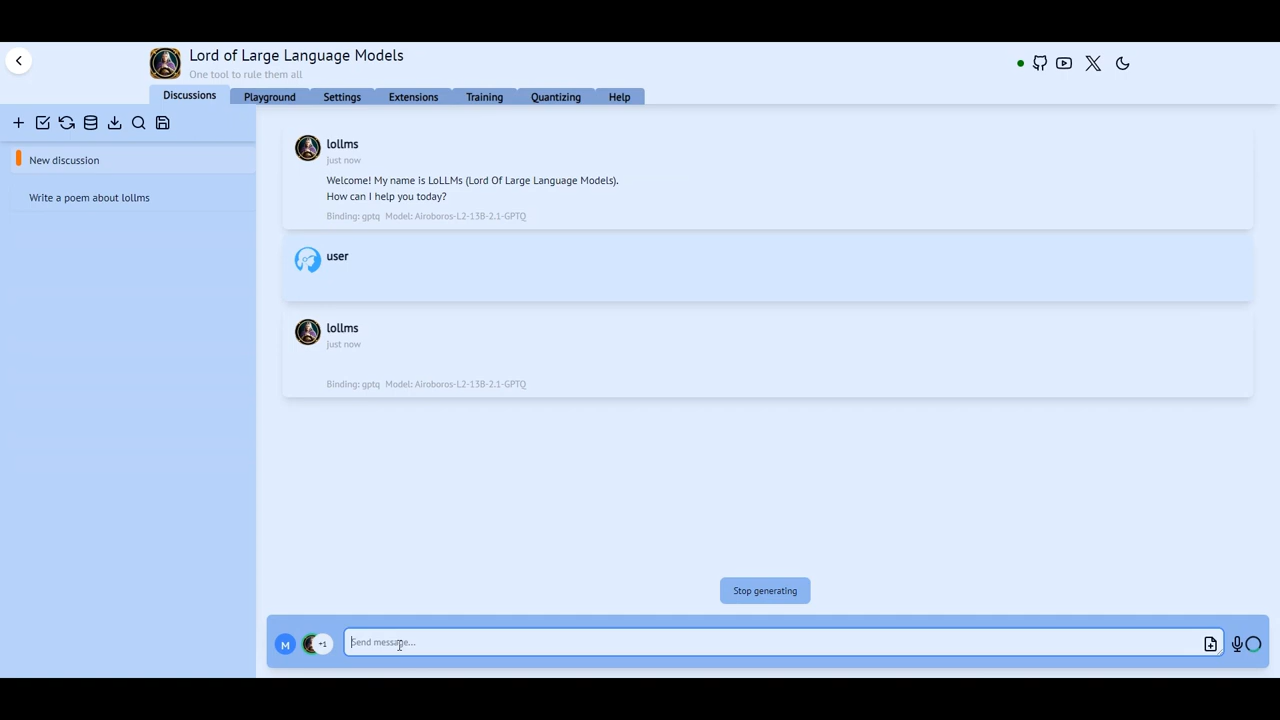 Lord of Large Language Models
One tool to rule them all
Discussions
Playground
Settings
Extensions
Training
Quantizing
Help
New discussion
Write a poem about lollms
lollms
just now
Welcome! My name is LoLLMs (Lord Of Large Language Models).
How can I help you today?
Binding: gptq Model: Airoboros-L2-13B-2.1-GPTQ
user
lollms
just now
Binding: gptq Model: Airoboros-L2-13B-2.1-GPTQ
Stop generating
M
+1
Send message...